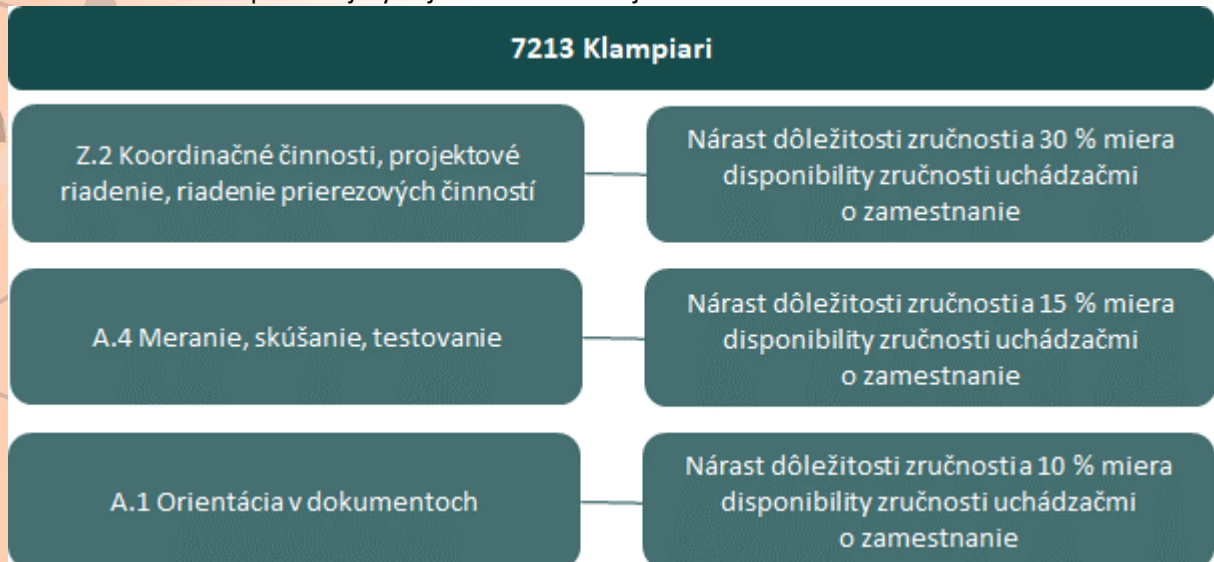 7213 Klampiari
Z.2 Koordinačné činnosti, projektové
riadenie, riadenie prierezových činností
Nárast dôležitosti zručnosti a 30 % miera
disponibility zručnosti uchádzačmi
o zamestnanie
A.4 Meranie, skúšanie, testovanie
Nárast dôležitosti zručnosti a 15 % miera
disponibility zručnosti uchádzačmi
o zamestnanie
A.1 Orientácia v dokumentoch
Nárast dôležitosti zručnosti a 10 % miera
disponibility zručnosti uchádzačmi
o zamestnanie